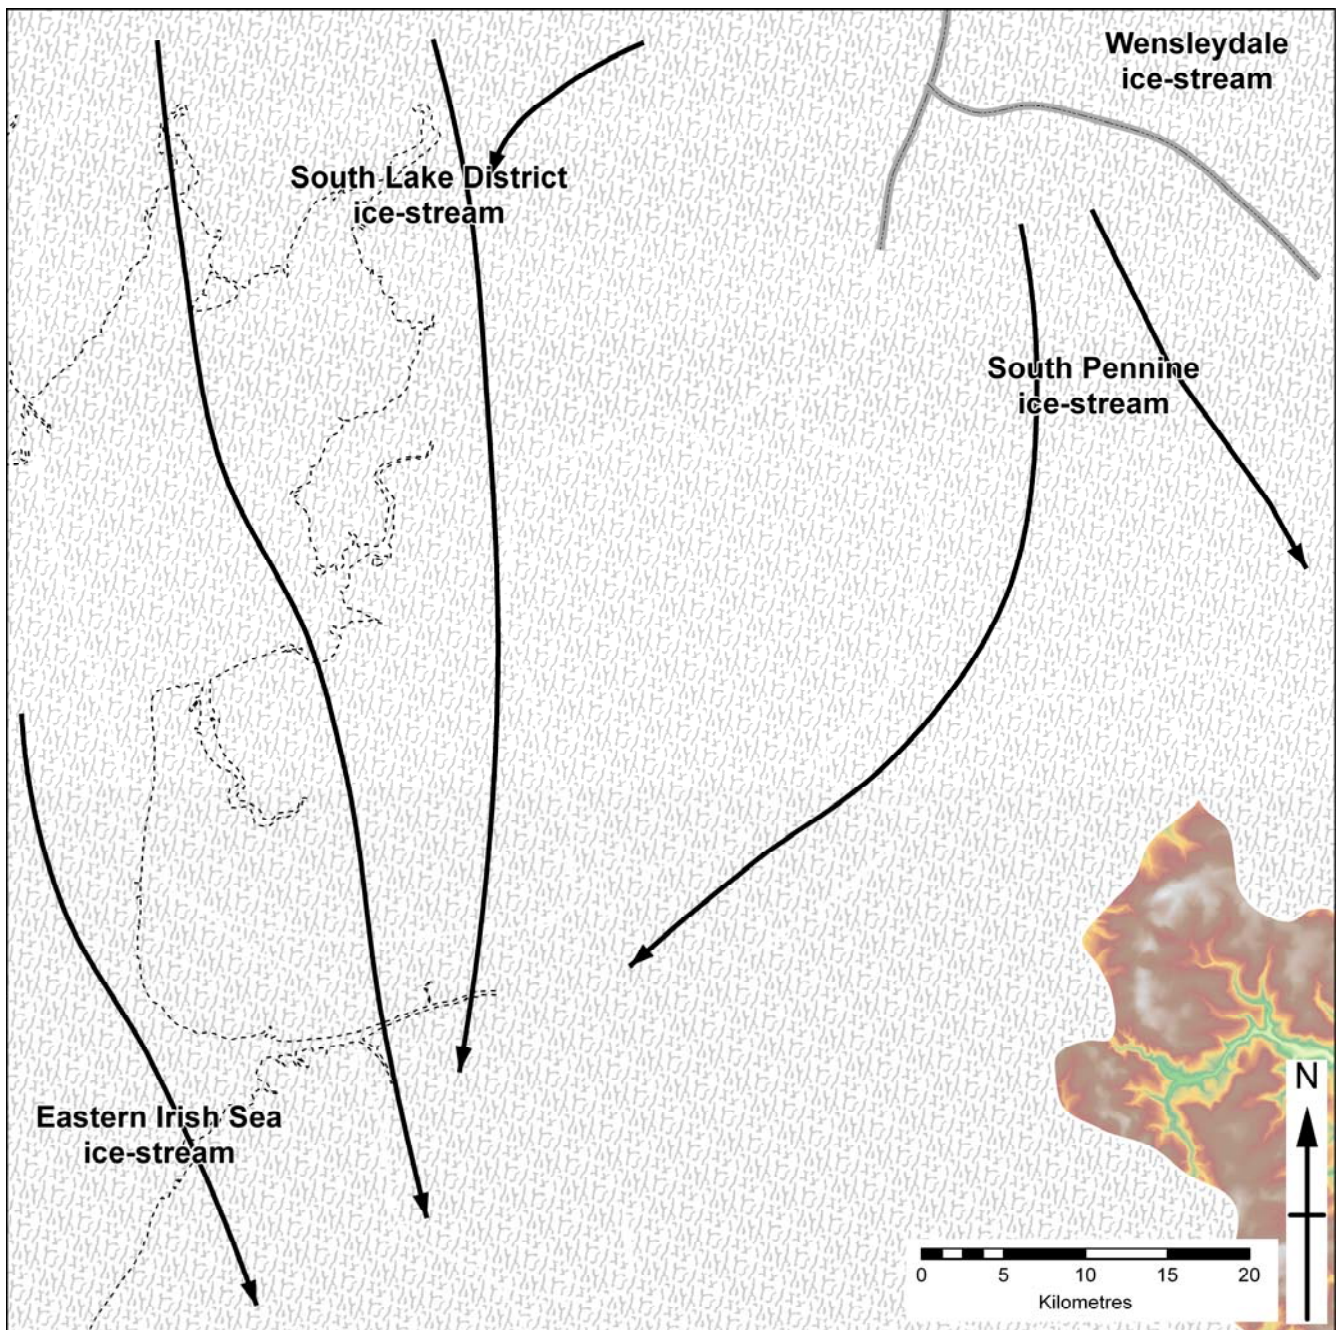 Wensleydale
ice-stream
South Lake District
ice-stream
South Pennine
ice-stream
Eastern Irish Sea
ice-stream
N
0 5 10 15 20
Kilometres